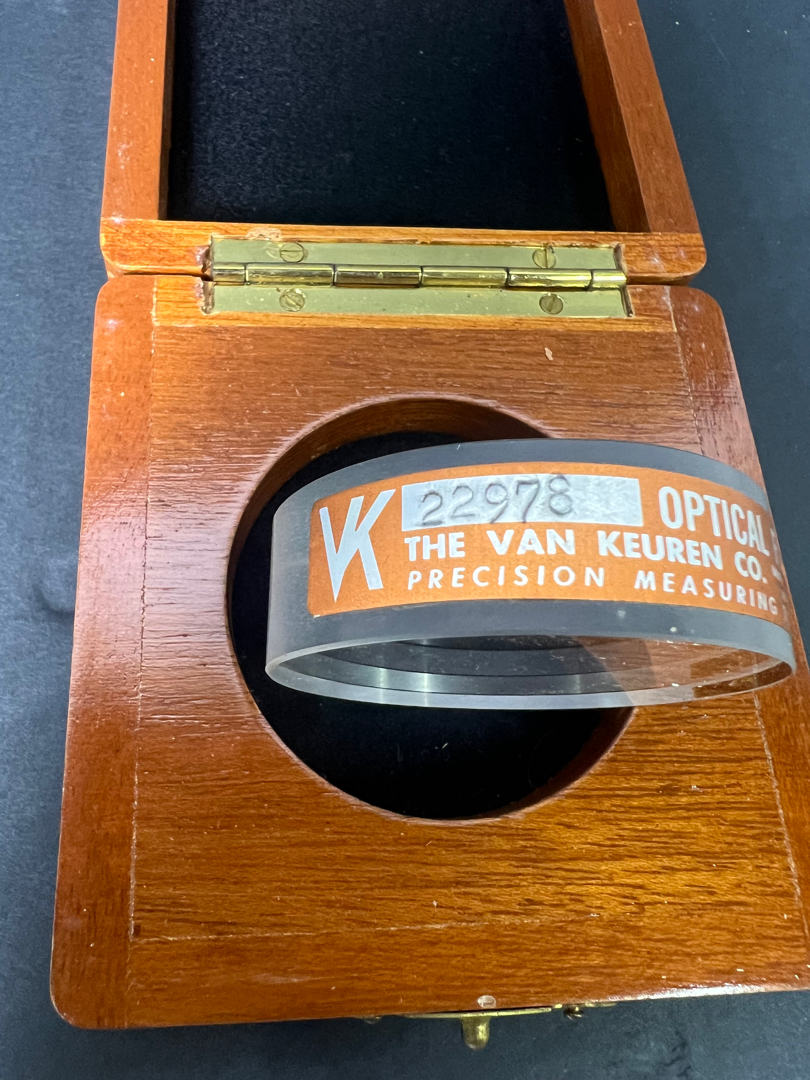 VK
22978 OPTICAL
THE VAN KEUREN CO.
PRECISION MEASURING